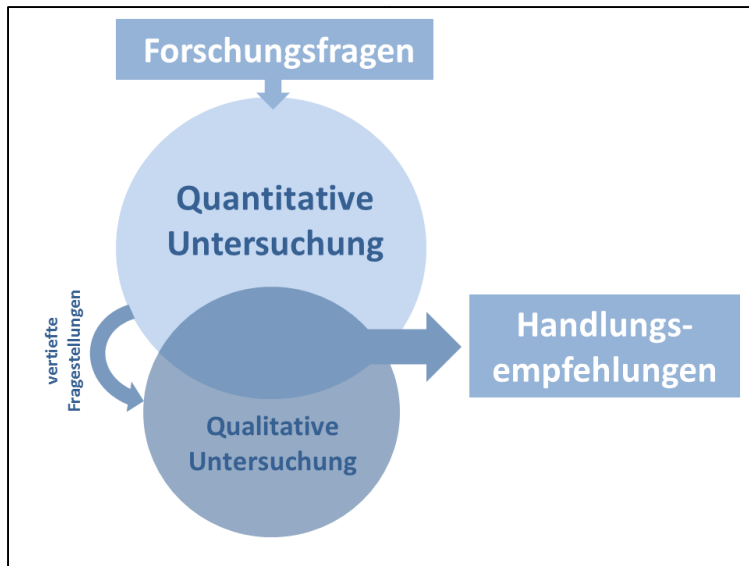 Forschungsfragen
Quantitative
Untersuchung
vertiefte
Fragestellungen
Handlungs-
empfehlungen
Qualitative
Untersuchung